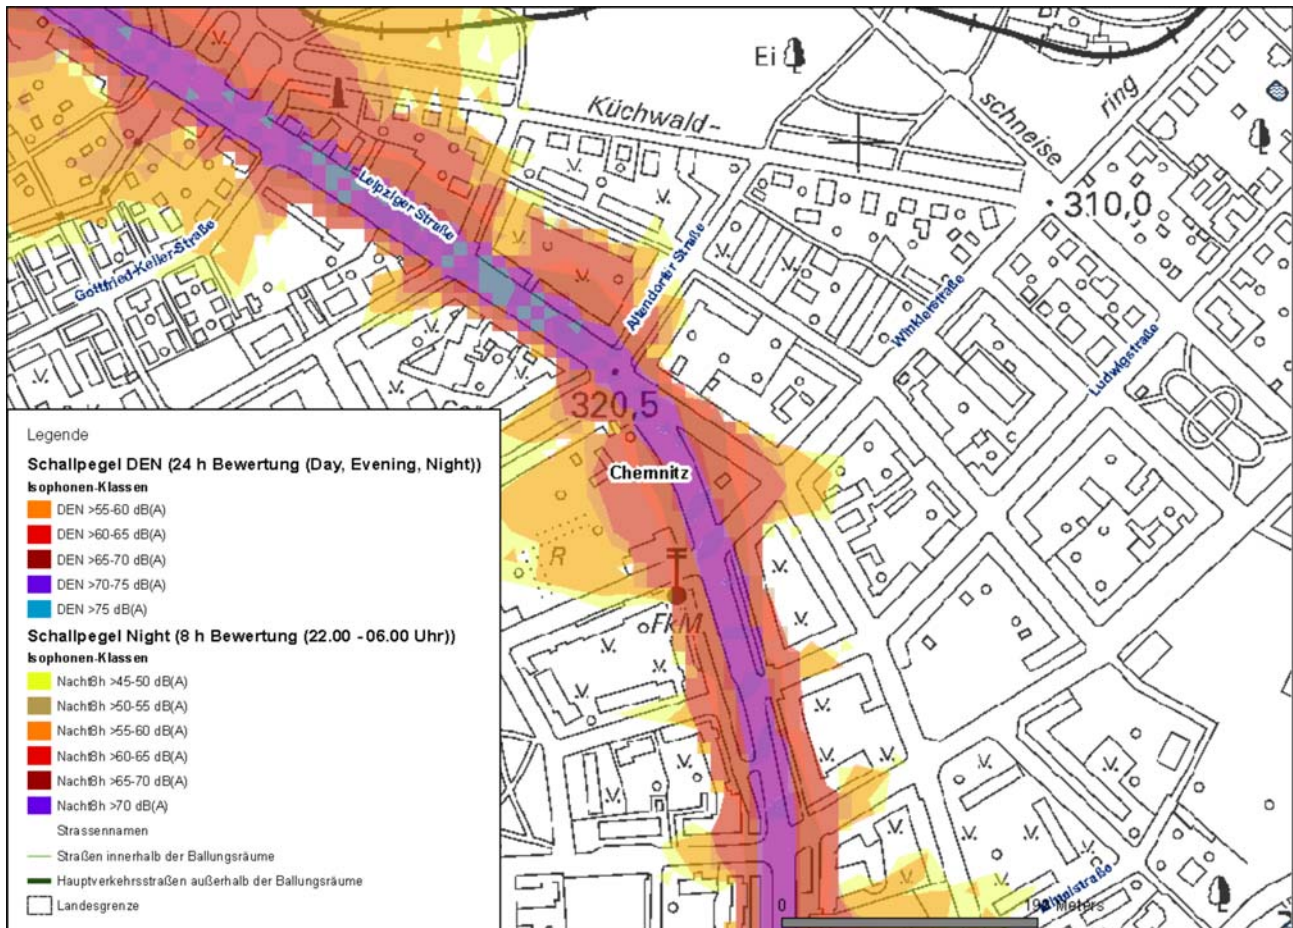 Ei
Küchwald-
schneise
ring
310,0
Leipziger Straße
Gottfried-Keller-Straße
Altendorfer Straße
Winklerstraße
Ludwigstraße
320,5
Chemnitz
R
FkM
Legende
Schallpegel DEN (24 h Bewertung (Day, Evening, Night))
Isophonen-Klassen
DEN >55-60 dB(A)
DEN >60-65 dB(A)
DEN >65-70 dB(A)
DEN >70-75 dB(A)
DEN >75 dB(A)
Schallpegel Night (8 h Bewertung (22.00 - 06.00 Uhr))
Isophonen-Klassen
Nacht8h >45-50 dB(A)
Nacht8h >50-55 dB(A)
Nacht8h >55-60 dB(A)
Nacht8h >60-65 dB(A)
Nacht8h >65-70 dB(A)
Nacht8h >70 dB(A)
Strassennamen
Straßen innerhalb der Ballungsräume
Hauptverkehrsstraßen außerhalb der Ballungsräume
Landesgrenze
0
Meters